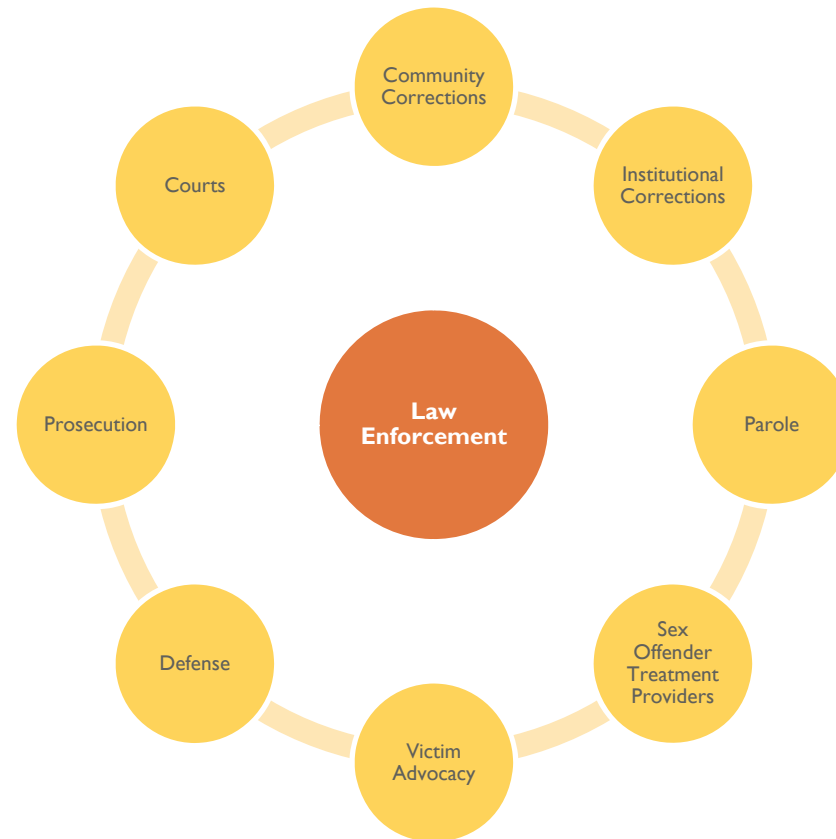 Community
Corrections
Institutional
Corrections
Parole
Sex
Offender
Treatment
Providers
Victim
Advocacy
Defense
Prosecution
Courts
Law
Enforcement